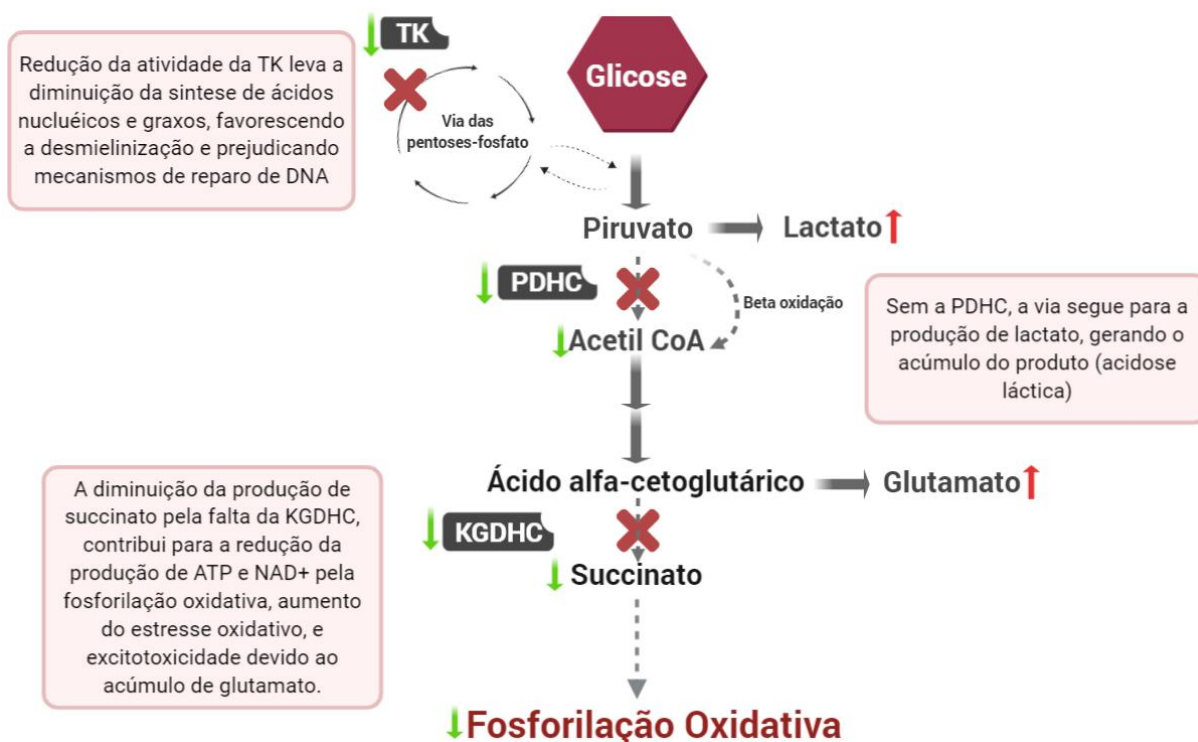 TK
Glicose
Redução da atividade da TK leva a
diminuição da sintese de ácidos
nucluéicos e graxos, favorescendo
a desmielinização e prejudicando
mecanismos de reparo de DNA
Via das
pentoses-fosfato
Piruvato
Lactato
PDHC
Beta oxidação
Acetil CoA
Sem a PDHC, a via segue para a
produção de lactato, gerando o
acúmulo do produto (acidose
láctica)
Ácido alfa-cetoglutárico
Glutamato
A diminuição da produção de
succinato pela falta da KGDHC,
contribui para a redução da
produção de ATP e NAD+ pela
fosforilação oxidativa, aumento
do estresse oxidativo, e
excitotoxicidade devido ao
acúmulo de glutamato.
KGDHC
Succinato
Fosforilação Oxidativa